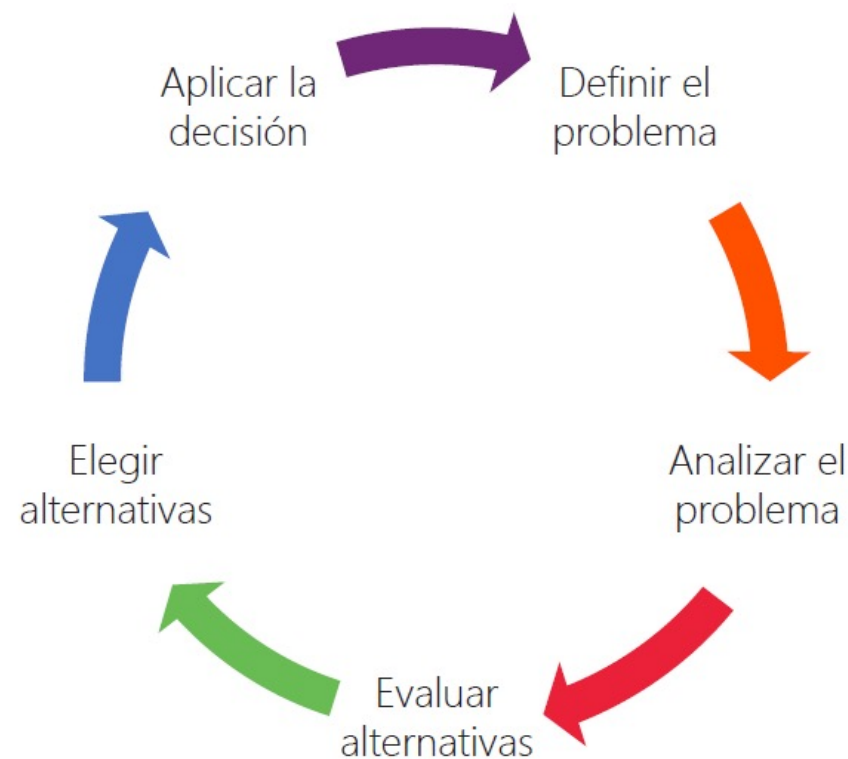 Aplicar la
decisión
Definir el
problema
Analizar el
problema
Evaluar
alternativas
Elegir
alternativas